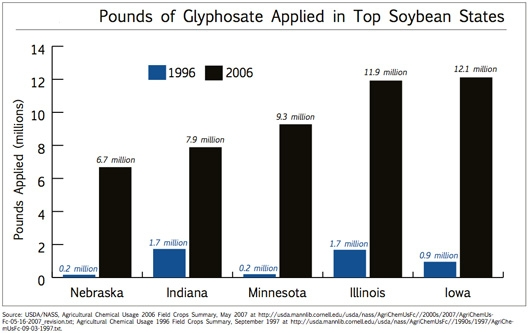 Pounds of Glyphosate Applied in Top Soybean States
Pounds Applied (millions)
14
12
10
8
6
4
2
0
1996
2006
0.2 million
6.7 million
1.7 million
7.9 million
0.2 million
9.3 million
1.7 million
11.9 million
0.9 million
12.1 million
Nebraska
Indiana
Minnesota
Illinois
Iowa
Source: USDA/NASS, Agricultural Chemical Usage 2006 Field Crops Summary, May 2007 at http://usda.mannlib.cornell.edu/usda/nass/AgriChemUsFc//2000s/2007/AgriChemUs-
Fc-05-16-2007_revision.txt; Agricultural Chemical Usage 1996 Field Crops Summary, September 1997 at http://usda.mannlib.cornell.edu/usda/nass/AgriChemUsFc//1990s/1997/AgriChe-
mUsFc-09-03-1997.txt.